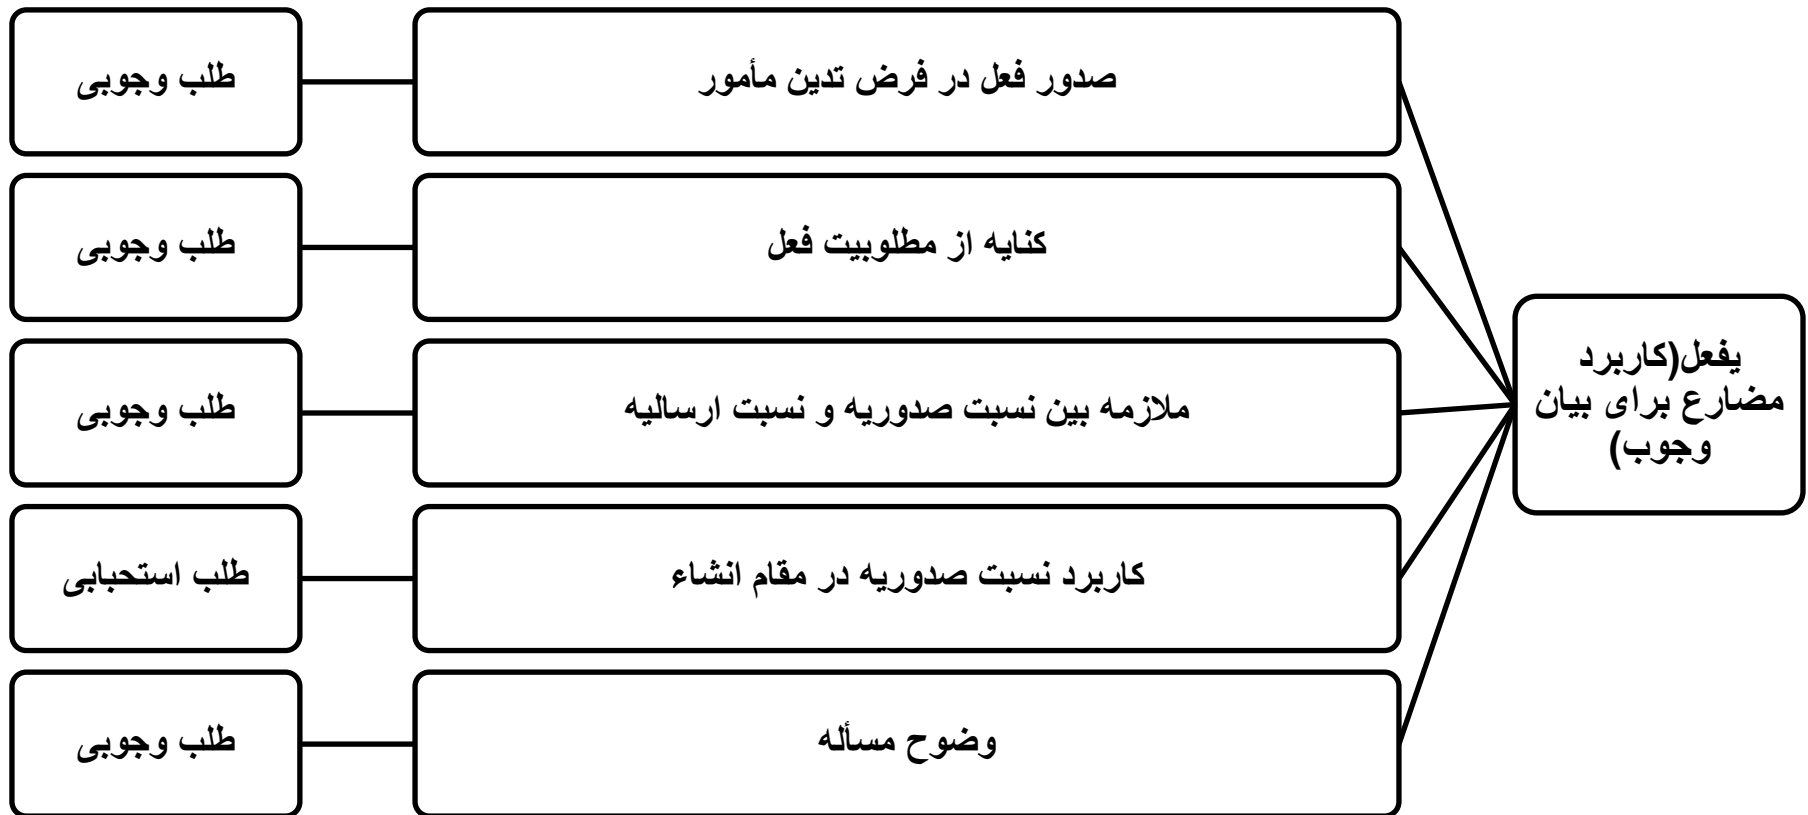 یفعل(کاربرد
مضارع برای بیان
وجوب)
صدور فعل در فرض تدین مأمور
طلب وجوبی
کنایه از مطلوبیت فعل
طلب وجوبی
ملازمه بین نسبت صدوریه و نسبت ارسالیه
طلب وجوبی
کاربرد نسبت صدوریه در مقام انشاء
طلب استحبابی
وضوح مسأله
طلب وجوبی